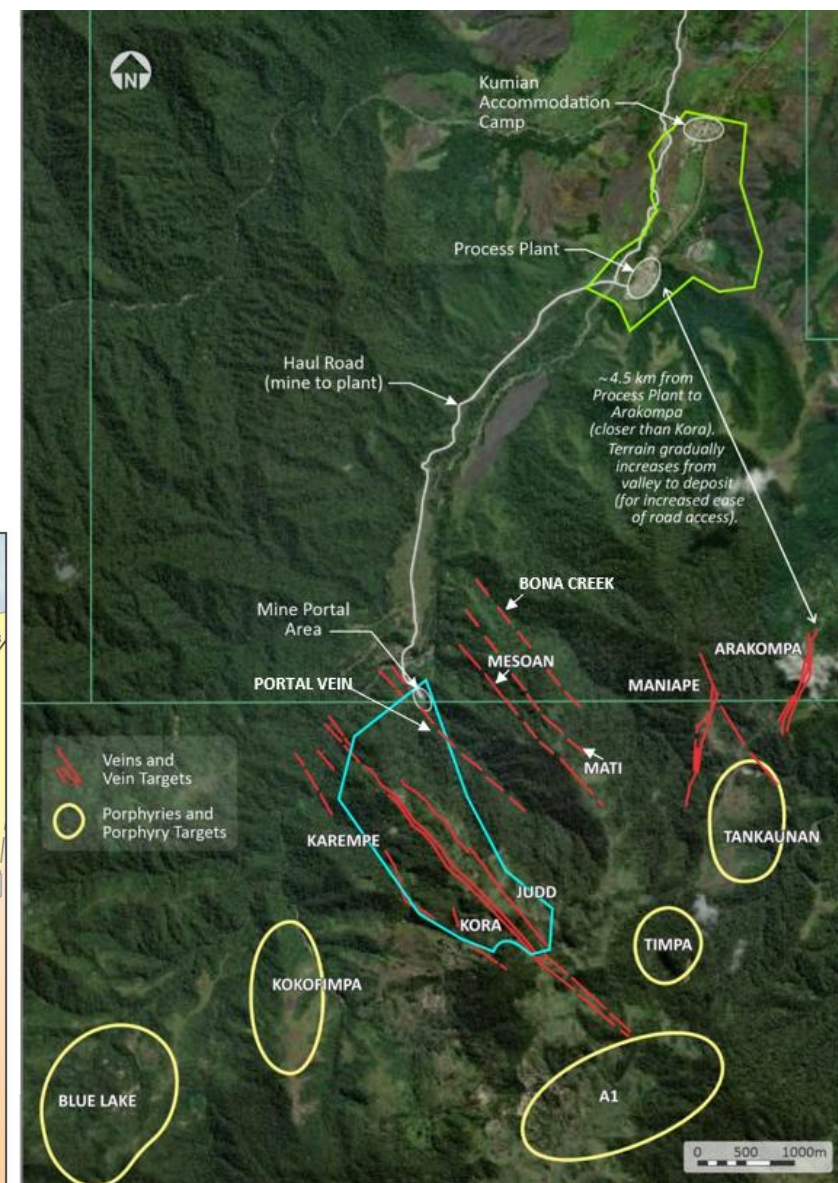 N
Kumian
Accommodation
Camp
Process Plant
Haul Road
(mine to plant)
~4.5 km from
Process Plant to
Arakompa
(closer than Kora).
Terrain gradually
increases from
valley to deposit
(for increased ease
of road access).
BONA CREEK
Mine Portal
Area
MESOAN
ARAKOMPA
PORTAL VEIN
MANIAPE
Veins and
Vein Targets
MATI
Porphyries and
Porphyry Targets
TANKAUNAN
KAREMPE
JUDD
KORA
TIMPA
KOKOFIMPA
BLUE LAKE
A1
0 500 1000m